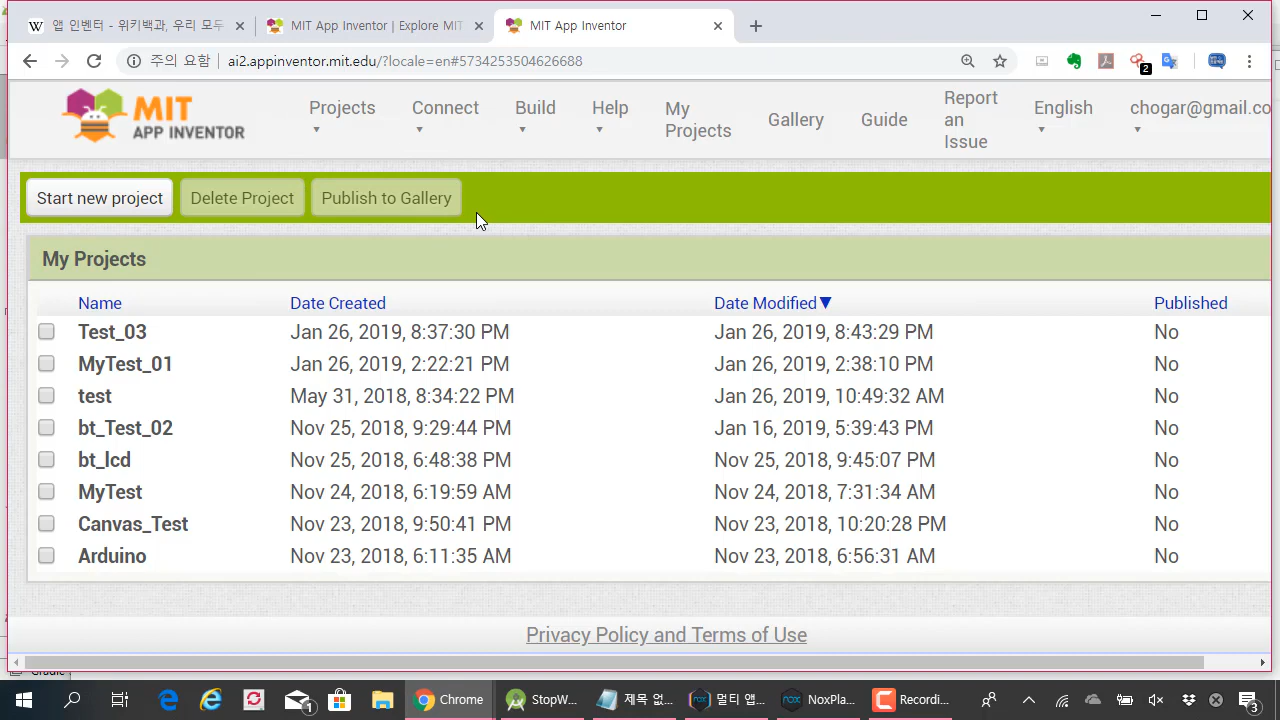 앱 인벤터 - 위키백과, 우리 모두
MIT App Inventor | Explore MIT
MIT App Inventor
주의 요함
ai2.appinventor.mit.edu/?locale=en#5734253504626688
2
MIT
APP INVENTOR
Projects
Connect
Build
Help
My Projects
Gallery
Guide
Report an Issue
English
chogar@gmail.co
Start new project
Delete Project
Publish to Gallery
My Projects
Name Date Created Date Modified▼ Published
Test_03 Jan 26, 2019, 8:37:30 PM Jan 26, 2019, 8:43:29 PM No
MyTest_01 Jan 26, 2019, 2:22:21 PM Jan 26, 2019, 2:38:10 PM No
test May 31, 2018, 8:34:22 PM Jan 26, 2019, 10:49:32 AM No
bt_Test_02 Nov 25, 2018, 9:29:44 PM Jan 16, 2019, 5:39:43 PM No
bt_lcd Nov 25, 2018, 6:48:38 PM Nov 25, 2018, 9:45:07 PM No
MyTest Nov 24, 2018, 6:19:59 AM Nov 24, 2018, 7:31:34 AM No
Canvas_Test Nov 23, 2018, 9:50:41 PM Nov 23, 2018, 10:20:28 PM No
Arduino Nov 23, 2018, 6:11:35 AM Nov 23, 2018, 6:56:31 AM No
Privacy Policy and Terms of Use
1
Chrome
StopW...
제목 없...
멀티 앱...
NoxPla...
Recordi...
3